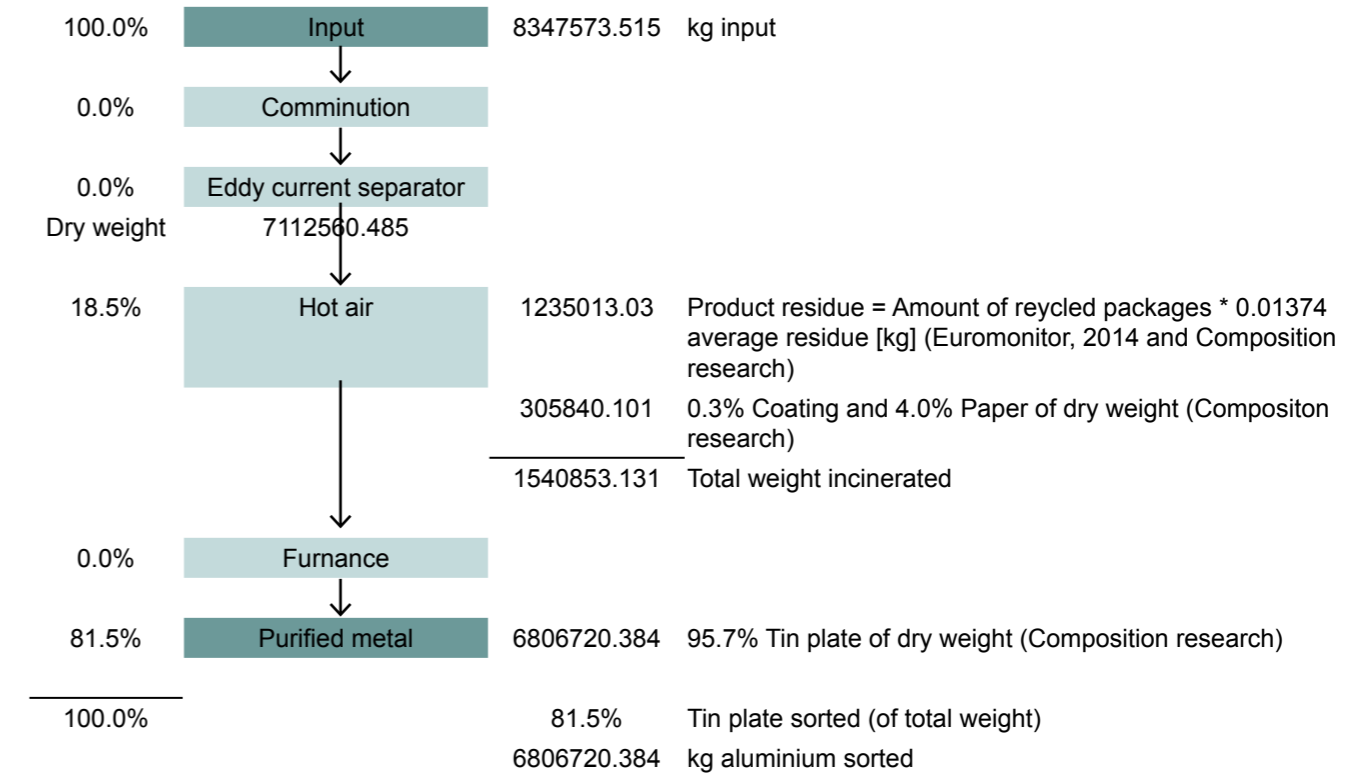 100.0% Input 8347573.515 kg input
0.0% Comminution
0.0% Eddy current separator
Dry weight 7112560.485
18.5% Hot air 1235013.03 Product residue = Amount of reycled packages * 0.01374
average residue [kg] (Euromonitor, 2014 and Composition
research)
305840.101 0.3% Coating and 4.0% Paper of dry weight (Compositon
research)
1540853.131 Total weight incinerated
0.0% Furnance
81.5% Purified metal 6806720.384 95.7% Tin plate of dry weight (Composition research)
100.0% 81.5% Tin plate sorted (of total weight)
6806720.384 kg aluminium sorted